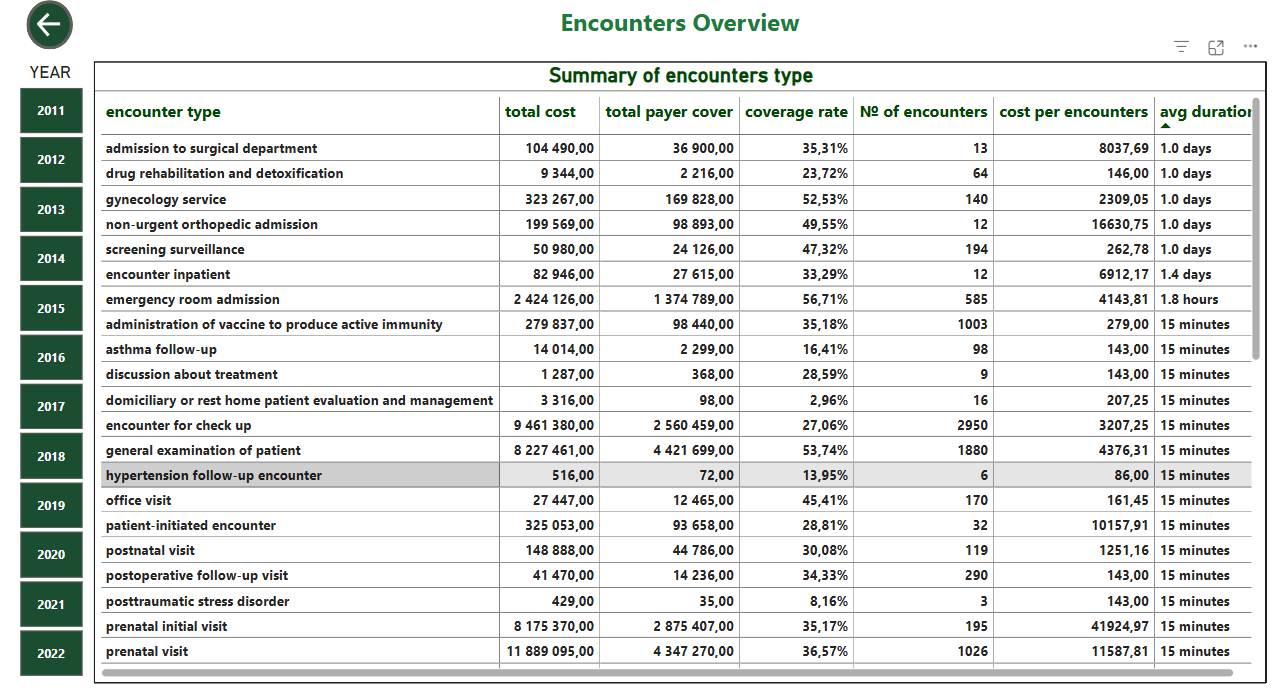 Encounters Overview
YEAR
2011
2012
2013
2014
2015
2016
2017
2018
2019
2020
2021
2022
Summary of encounters type
encounter type total cost total payer cover coverage rate Nº of encounters cost per encounters avg duration
admission to surgical department 104 490,00 36 900,00 35,31% 13 8037,69 1.0 days
drug rehabilitation and detoxification 9 344,00 2 216,00 23,72% 64 146,00 1.0 days
gynecology service 323 267,00 169 828,00 52,53% 140 2309,05 1.0 days
non-urgent orthopedic admission 199 569,00 98 893,00 49,55% 12 16630,75 1.0 days
screening surveillance 50 980,00 24 126,00 47,32% 194 262,78 1.0 days
encounter inpatient 82 946,00 27 615,00 33,29% 12 6912,17 1.4 days
emergency room admission 2 424 126,00 1 374 789,00 56,71% 585 4143,81 1.8 hours
administration of vaccine to produce active immunity 279 837,00 98 440,00 35,18% 1003 279,00 15 minutes
asthma follow-up 14 014,00 2 299,00 16,41% 98 143,00 15 minutes
discussion about treatment 1 287,00 368,00 28,59% 9 143,00 15 minutes
domiciliary or rest home patient evaluation and management 3 316,00 98,00 2,96% 16 207,25 15 minutes
encounter for check up 9 461 380,00 2 560 459,00 27,06% 2950 3207,25 15 minutes
general examination of patient 8 227 461,00 4 421 699,00 53,74% 1880 4376,31 15 minutes
hypertension follow-up encounter 516,00 72,00 13,95% 6 86,00 15 minutes
office visit 27 447,00 12 465,00 45,41% 170 161,45 15 minutes
patient-initiated encounter 325 053,00 93 658,00 28,81% 32 10157,91 15 minutes
postnatal visit 148 888,00 44 786,00 30,08% 119 1251,16 15 minutes
postoperative follow-up visit 41 470,00 14 236,00 34,33% 290 143,00 15 minutes
posttraumatic stress disorder 429,00 35,00 8,16% 3 143,00 15 minutes
prenatal initial visit 8 175 370,00 2 875 407,00 35,17% 195 41924,97 15 minutes
prenatal visit 11 889 095,00 4 347 270,00 36,57% 1026 11587,81 15 minutes